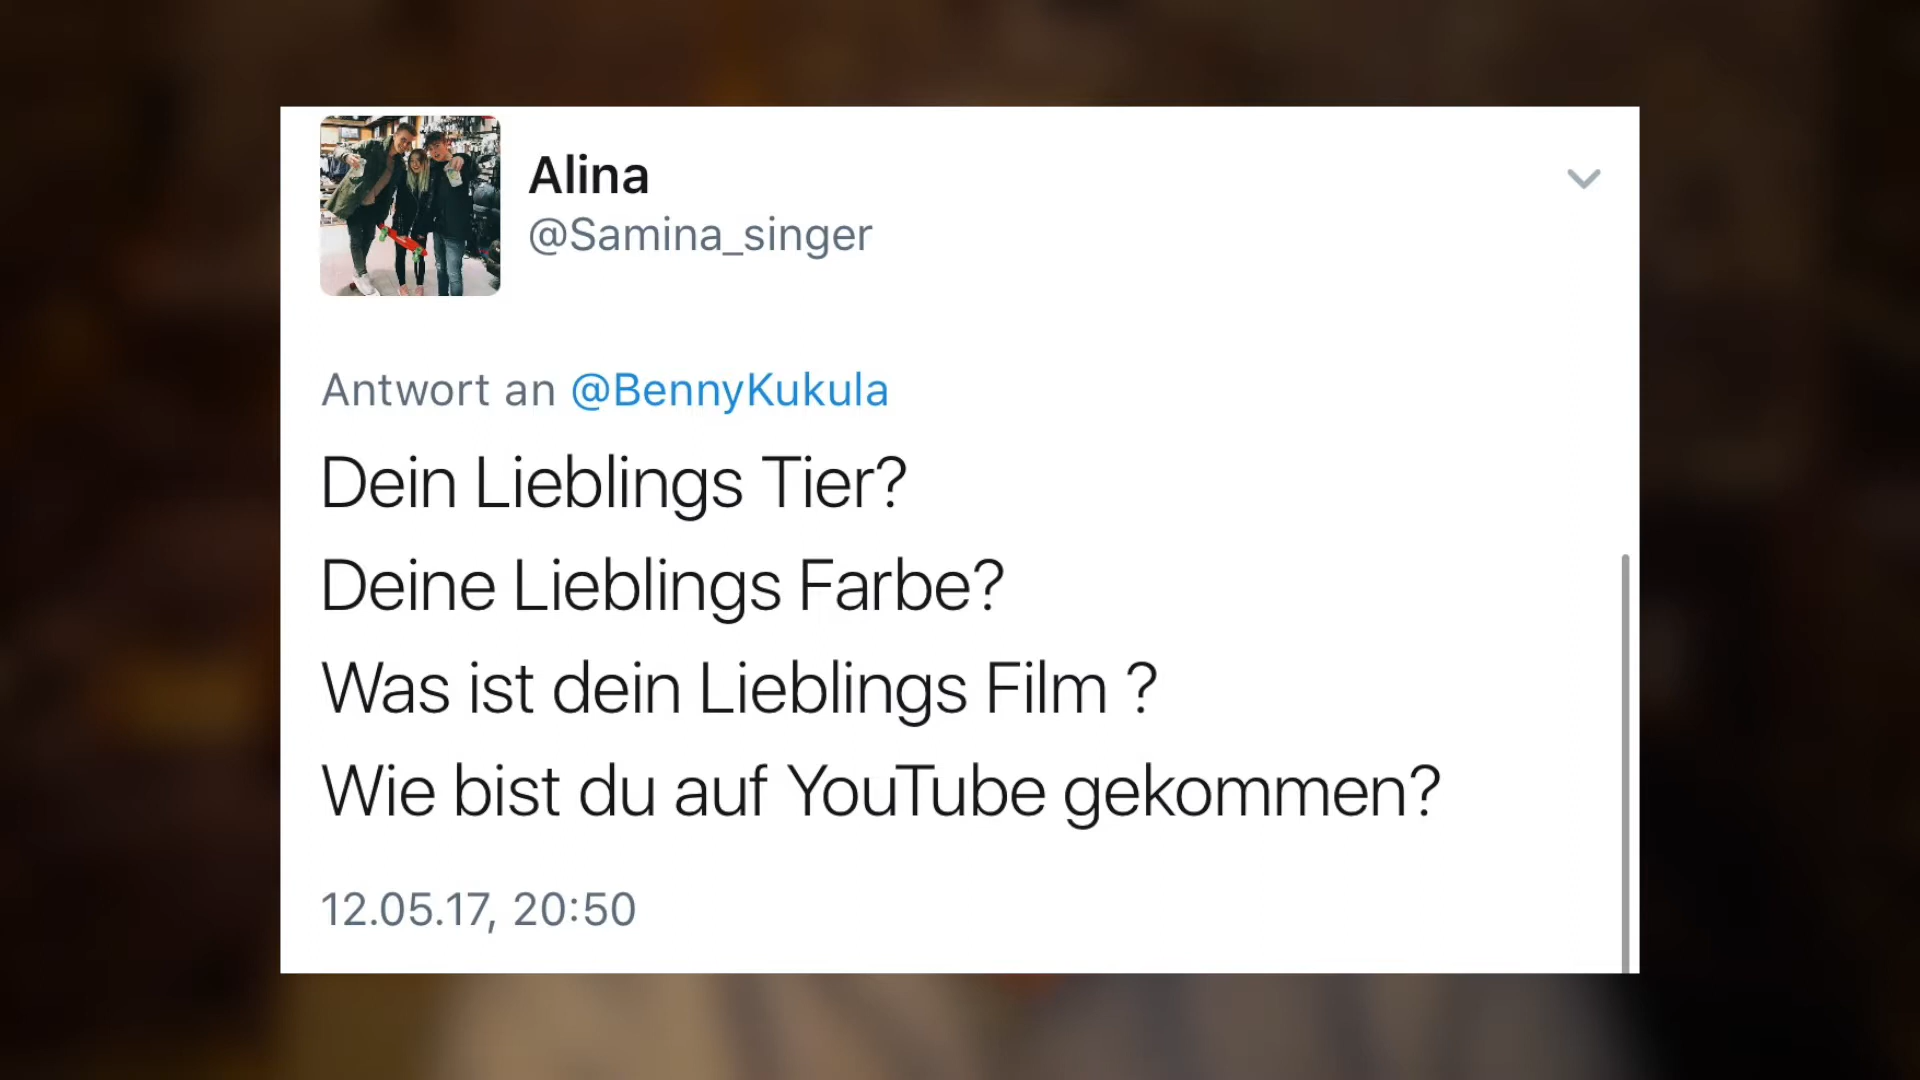 Alina
@Samina_singer
Antwort an @BennyKukula
Dein Lieblings Tier?
Deine Lieblings Farbe?
Was ist dein Lieblings Film ?
Wie bist du auf YouTube gekommen?
12.05.17, 20:50